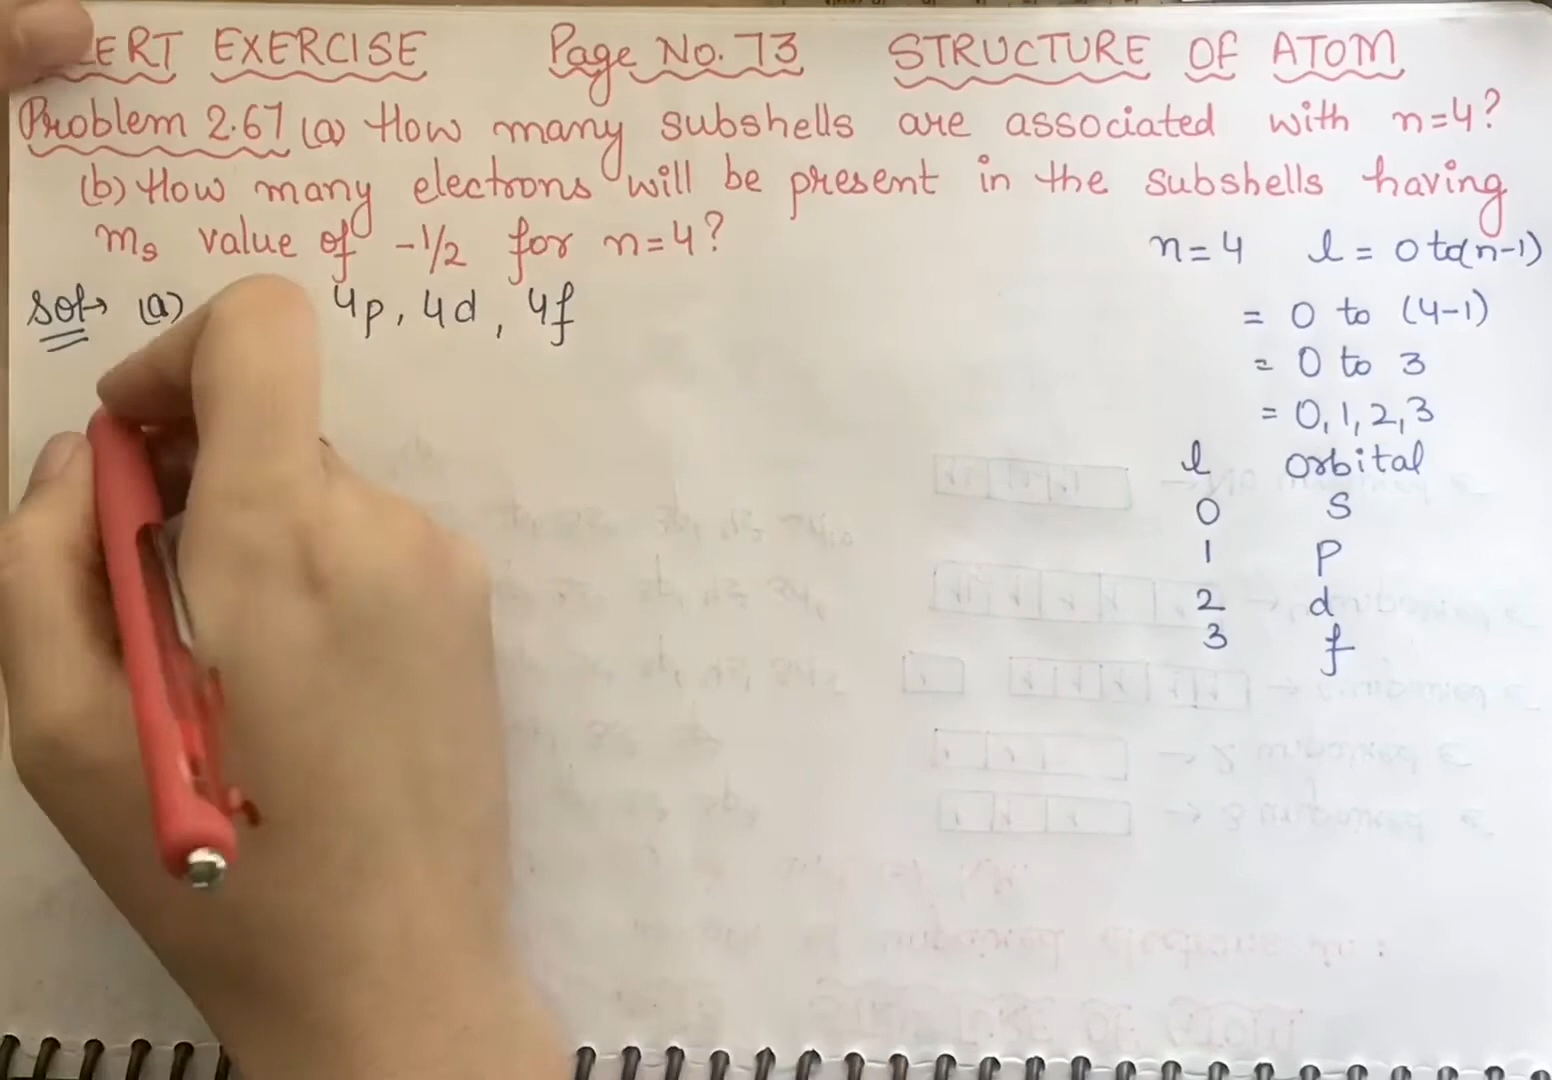 ERT EXERCISE Page No. 73 STRUCTURE OF ATOM
Problem 2.67 (a) How many subshells are associated with n=4?
(b) How many electrons will be present in the subshells having
ms value of -1/2 for n=4?
n=4 l = 0 to (n-1)
Sol→ (a) 4p, 4d, 4f
= 0 to (4-1)
= 0 to 3
= 0, 1, 2, 3
l orbital
0 s
1 p
2 d
3 f